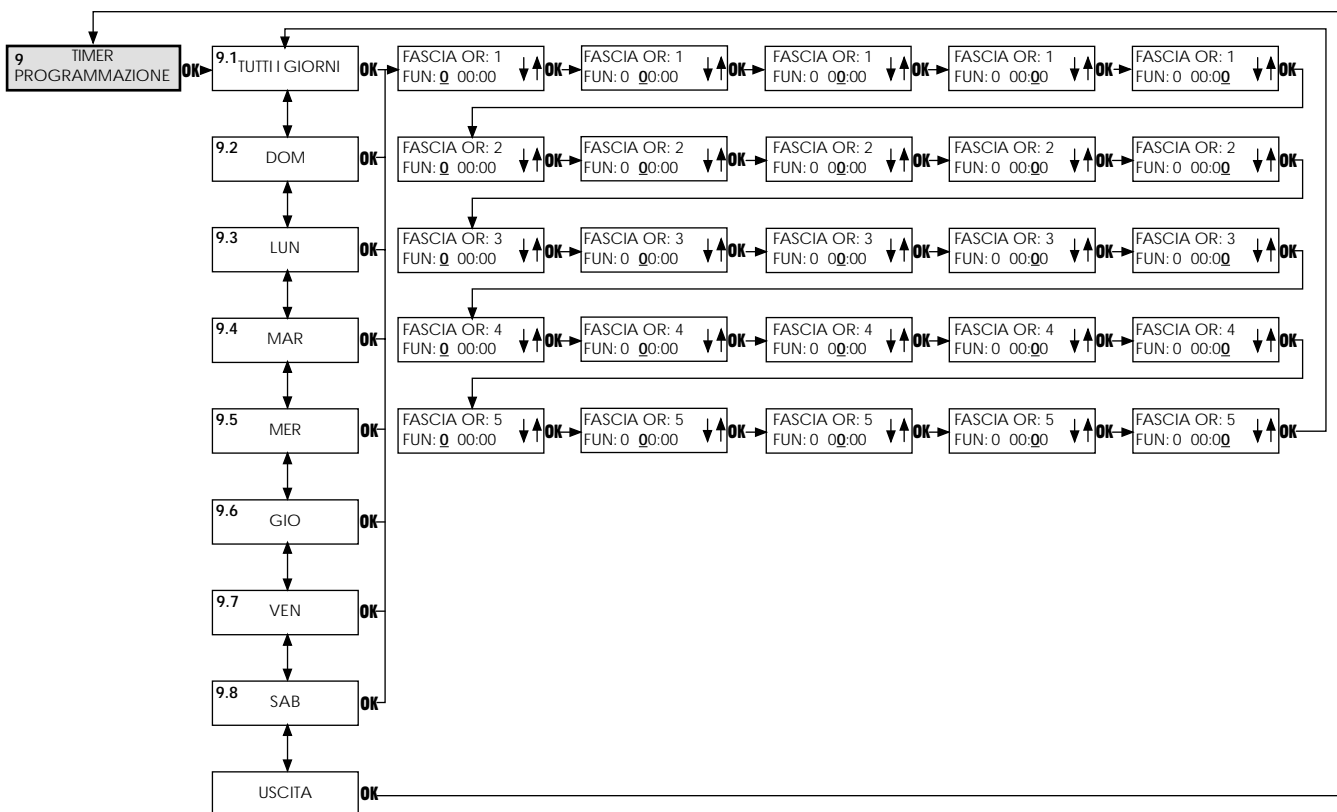 9 TIMER
PROGRAMMAZIONE OK
9.1 TUTTI I GIORNI OK
FASCIA OR: 1
FUN: 0 00:00 OK
FASCIA OR: 1
FUN: 0 00:00 OK
FASCIA OR: 1
FUN: 0 00:00 OK
FASCIA OR: 1
FUN: 0 00:00 OK
FASCIA OR: 1
FUN: 0 00:00 OK
9.2 DOM OK
FASCIA OR: 2
FUN: 0 00:00 OK
FASCIA OR: 2
FUN: 0 00:00 OK
FASCIA OR: 2
FUN: 0 00:00 OK
FASCIA OR: 2
FUN: 0 00:00 OK
FASCIA OR: 2
FUN: 0 00:00 OK
9.3 LUN OK
FASCIA OR: 3
FUN: 0 00:00 OK
FASCIA OR: 3
FUN: 0 00:00 OK
FASCIA OR: 3
FUN: 0 00:00 OK
FASCIA OR: 3
FUN: 0 00:00 OK
FASCIA OR: 3
FUN: 0 00:00 OK
9.4 MAR OK
FASCIA OR: 4
FUN: 0 00:00 OK
FASCIA OR: 4
FUN: 0 00:00 OK
FASCIA OR: 4
FUN: 0 00:00 OK
FASCIA OR: 4
FUN: 0 00:00 OK
FASCIA OR: 4
FUN: 0 00:00 OK
9.5 MER OK
FASCIA OR: 5
FUN: 0 00:00 OK
FASCIA OR: 5
FUN: 0 00:00 OK
FASCIA OR: 5
FUN: 0 00:00 OK
FASCIA OR: 5
FUN: 0 00:00 OK
FASCIA OR: 5
FUN: 0 00:00 OK
9.6 GIO OK
9.7 VEN OK
9.8 SAB OK
USCITA OK